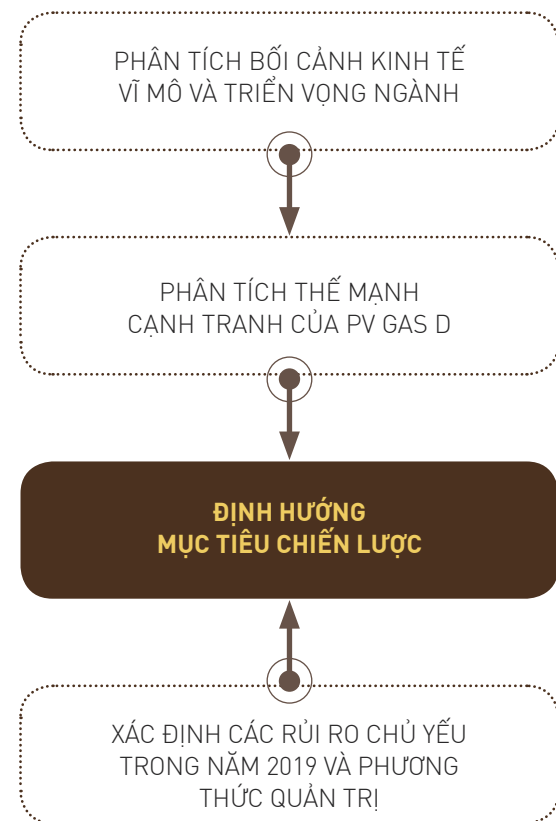 PHÂN TÍCH BỐI CẢNH KINH TẾ
VĨ MÔ VÀ TRIỂN VỌNG NGÀNH
PHÂN TÍCH THẾ MẠNH
CẠNH TRANH CỦA PV GAS D
ĐỊNH HƯỚNG
MỤC TIÊU CHIẾN LƯỢC
XÁC ĐỊNH CÁC RỦI RO CHỦ YẾU
TRONG NĂM 2019 VÀ PHƯƠNG
THỨC QUẢN TRỊ